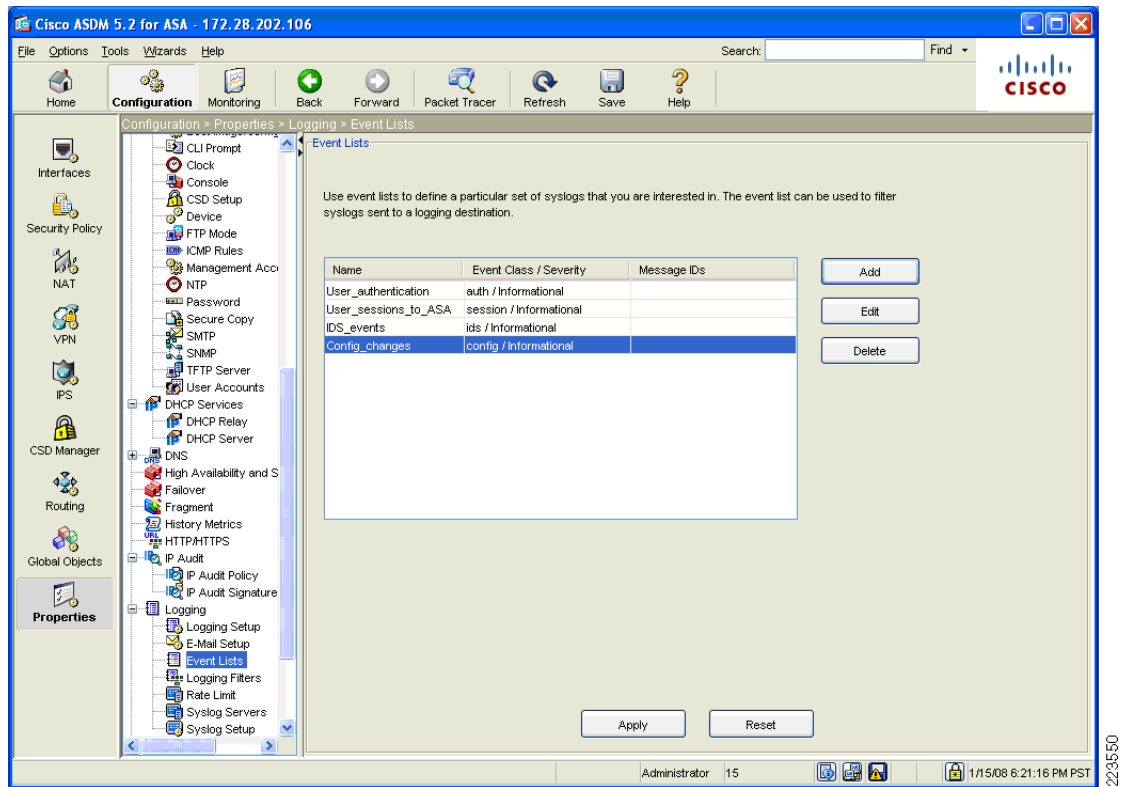 Cisco ASDM 5.2 for ASA - 172.28.202.106
File Options Tools Wizards Help Search: Find
Home Configuration Monitoring Back Forward Packet Tracer Refresh Save Help
CISCO
Configuration > Properties > Logging > Event Lists
Interfaces
Security Policy
NAT
VPN
IPS
CSD Manager
Routing
Global Objects
Properties
CLI Prompt
Clock
Console
CSD Setup
Device
FTP Mode
ICMP Rules
Management Acc
NTP
Password
Secure Copy
SMTP
SNMP
TFTP Server
User Accounts
DHCP Services
DHCP Relay
DHCP Server
DNS
High Availability and S
Failover
Fragment
History Metrics
HTTP/HTTPS
IP Audit
IP Audit Policy
IP Audit Signature
Logging
Logging Setup
E-Mail Setup
Event Lists
Logging Filters
Rate Limit
Syslog Servers
Syslog Setup
Event Lists
Use event lists to define a particular set of syslogs that you are interested in. The event list can be used to filter
syslogs sent to a logging destination.
Name Event Class / Severity Message IDs
User_authentication auth / Informational
User_sessions_to_ASA session / Informational
IDS_events ids / Informational
Config_changes config / Informational
Add
Edit
Delete
Apply Reset
Administrator 15 1/15/08 6:21:16 PM PST
223550